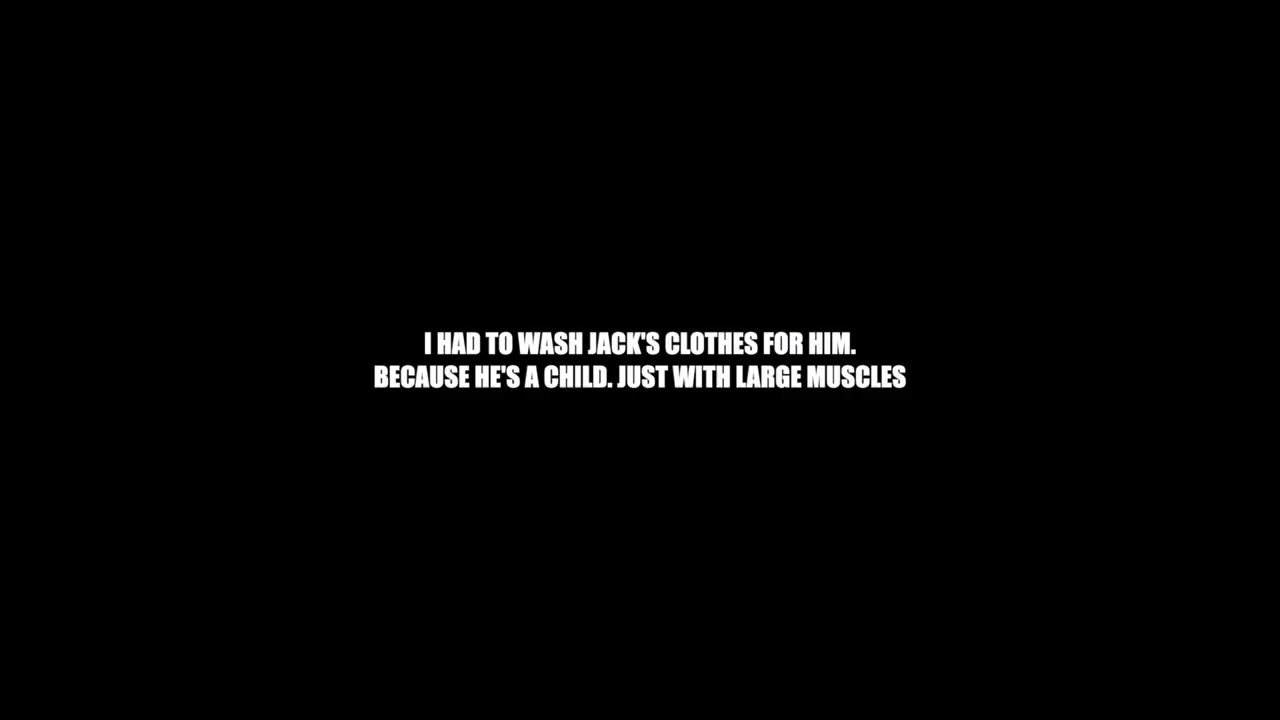 I HAD TO WASH JACK'S CLOTHES FOR HIM.
BECAUSE HE'S A CHILD. JUST WITH LARGE MUSCLES